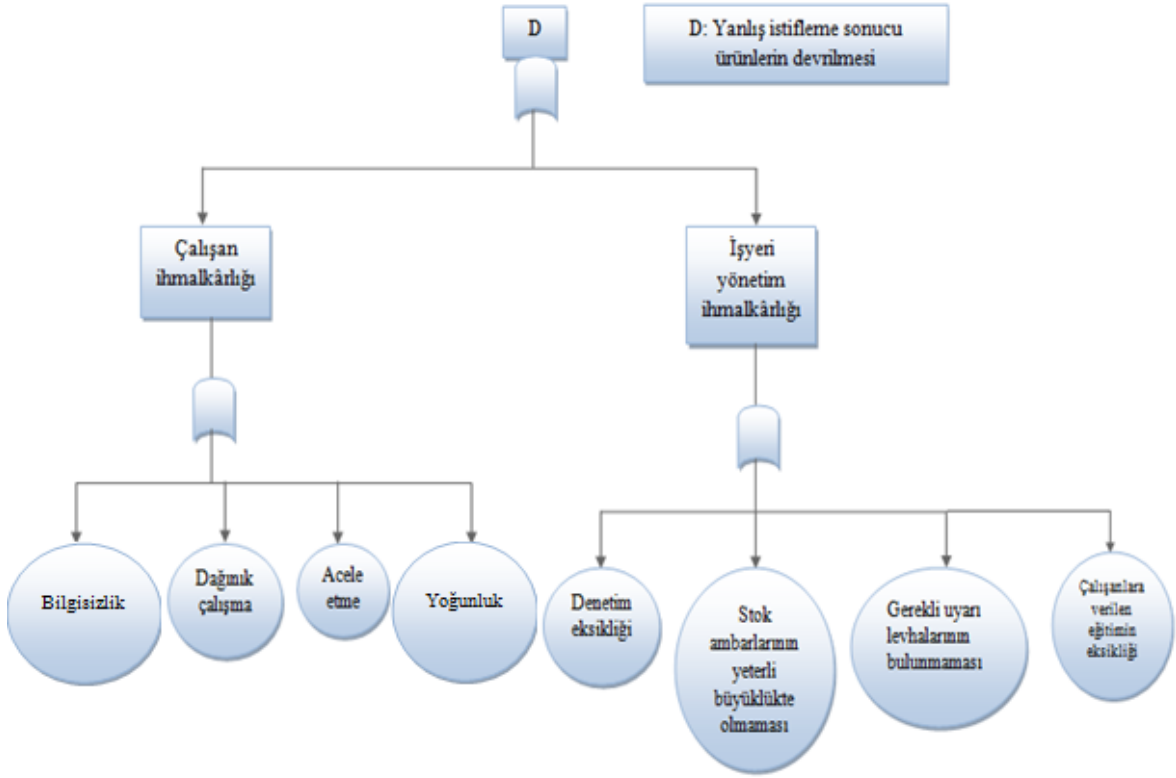 D
D: Yanlış istifleme sonucu
ürünlerin devrilmesi
Çalışan
ihmalkârlığı
İşyeri
yönetim
ihmalkârlığı
Bilgisizlik
Dağınık
çalışma
Acele
etme
Yoğunluk
Denetim
eksikliği
Stok
ambarlarının
yeterli
büyüklükte
olmaması
Gerekli uyarı
levhalarının
bulunmaması
Çalışanlara
verilen
eğitimin
eksikliği